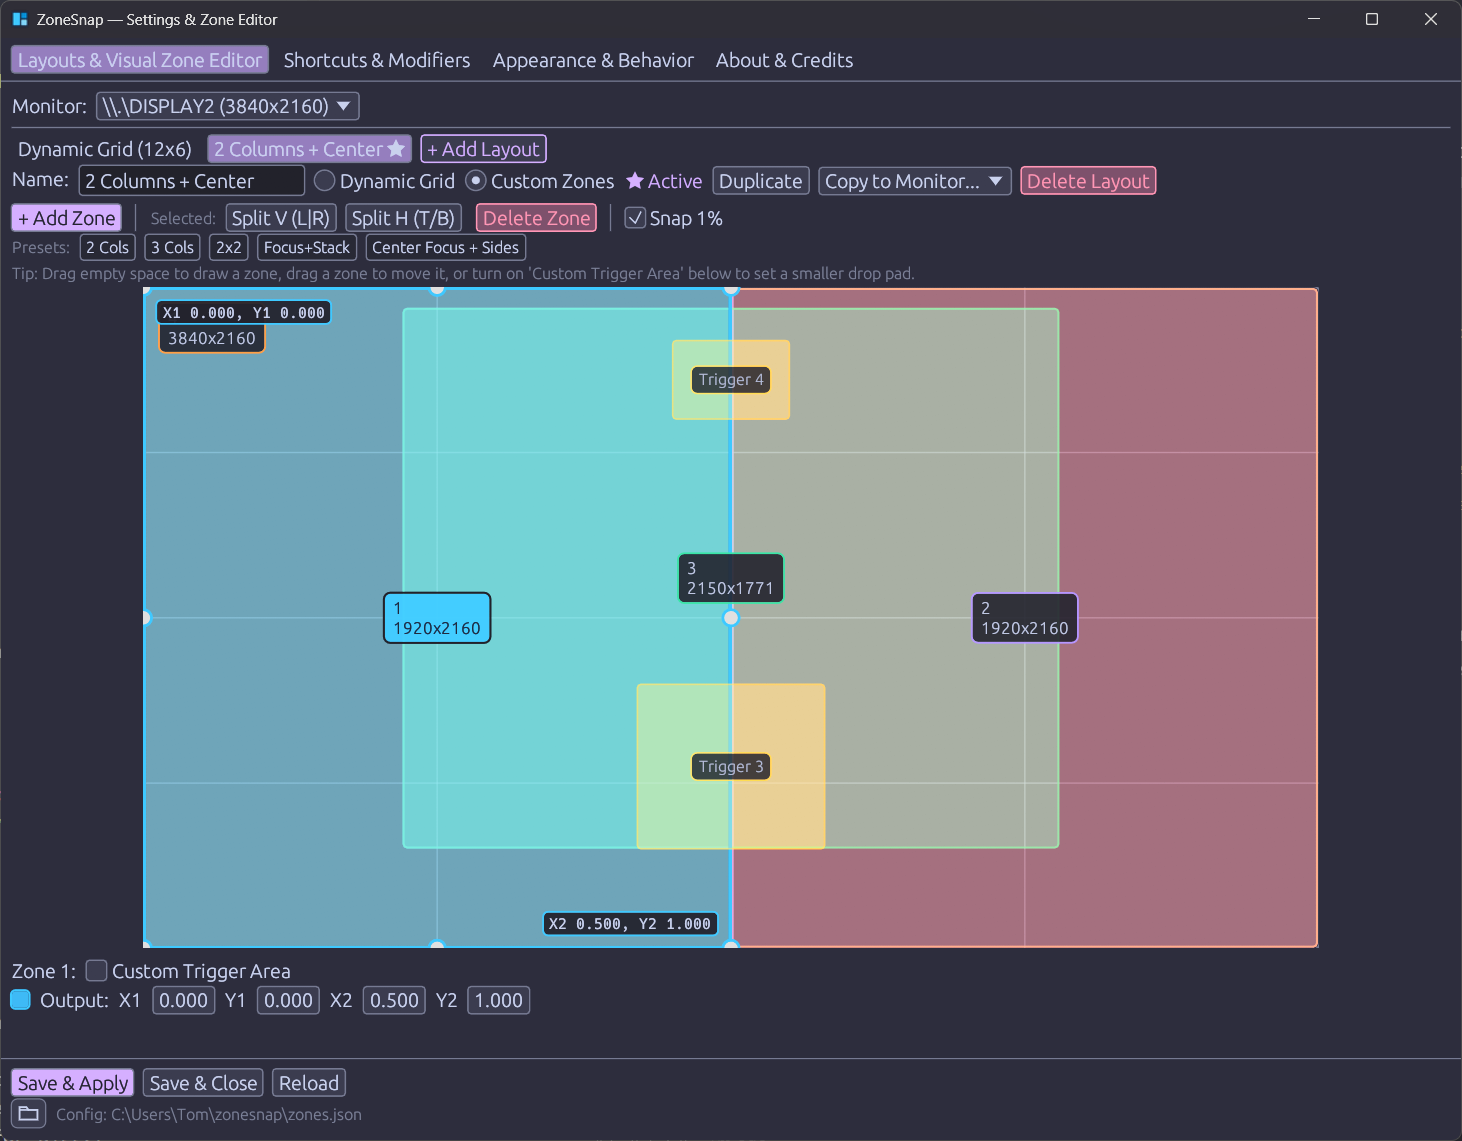 ZoneSnap — Settings & Zone Editor
Layouts & Visual Zone Editor Shortcuts & Modifiers Appearance & Behavior About & Credits
Monitor: \\.\DISPLAY2 (3840x2160)
Dynamic Grid (12x6) 2 Columns + Center + Add Layout
Name: 2 Columns + Center Dynamic Grid Custom Zones Active Duplicate Copy to Monitor... Delete Layout
+ Add Zone Selected: Split V (L|R) Split H (T/B) Delete Zone Snap 1%
Presets: 2 Cols 3 Cols 2x2 Focus+Stack Center Focus + Sides
Tip: Drag empty space to draw a zone, drag a zone to move it, or turn on 'Custom Trigger Area' below to set a smaller drop pad.
X1 0.000, Y1 0.000
3840x2160
Trigger 4
3
2150x1771
1
1920x2160
2
1920x2160
Trigger 3
X2 0.500, Y2 1.000
Zone 1: Custom Trigger Area
Output: X1 0.000 Y1 0.000 X2 0.500 Y2 1.000
Save & Apply Save & Close Reload
Config: C:\Users\Tom\zonesnap\zones.json